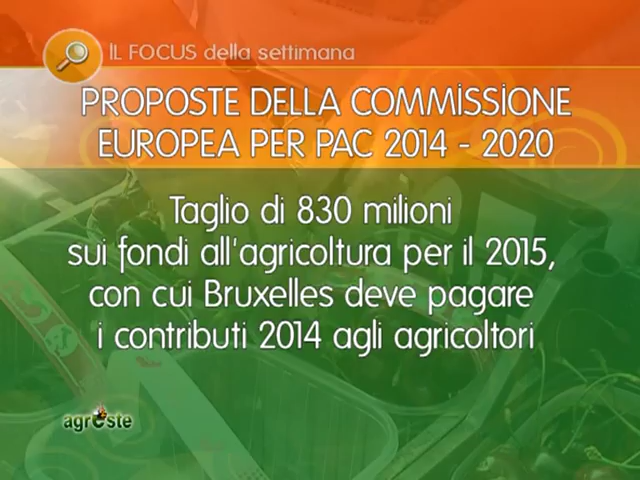 IL FOCUS della settimana
PROPOSTE DELLA COMMISSIONE
EUROPEA PER PAC 2014 - 2020
Taglio di 830 milioni
sui fondi all'agricoltura per il 2015,
con cui Bruxelles deve pagare
i contributi 2014 agli agricoltori
agreste